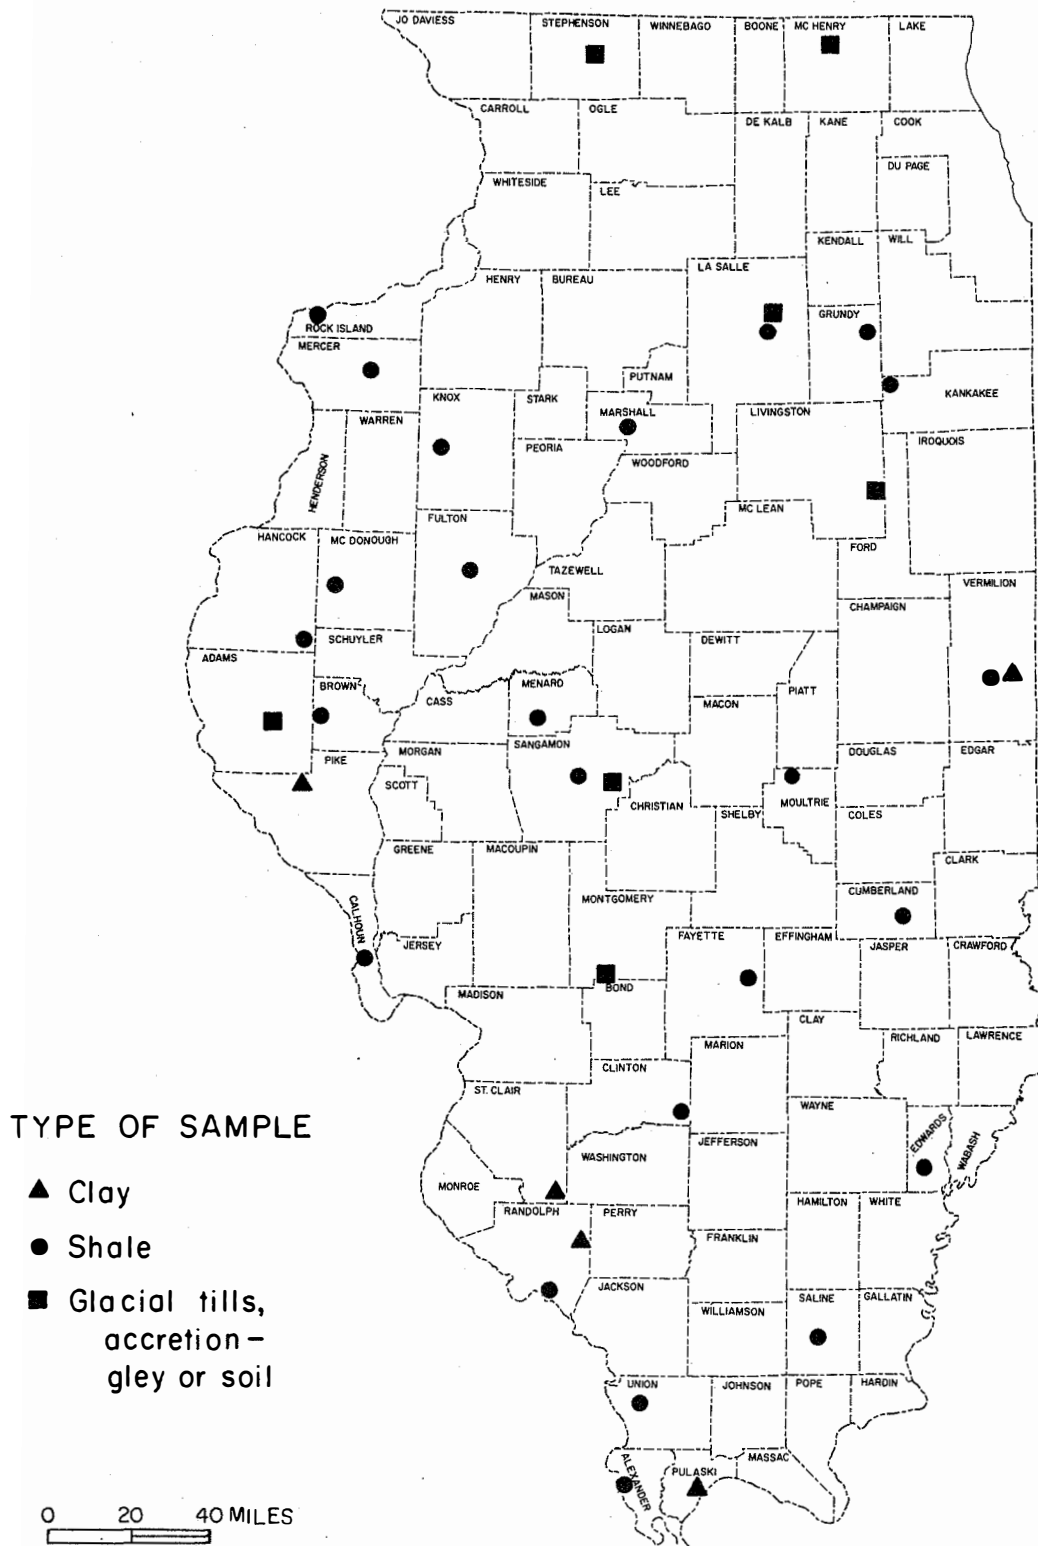 JO DAVIESS
STEPHENSON
WINNEBAGO
BOONE
MC HENRY
LAKE
CARROLL
OGLE
DE KALB
KANE
COOK
DU PAGE
WHITESIDE
LEE
KENDALL
WILL
HENRY
BUREAU
LA SALLE
GRUNDY
ROCK ISLAND
MERCER
PUTNAM
KNOX
STARK
MARSHALL
LIVINGSTON
KANKAKEE
WARREN
PEORIA
WOODFORD
IROQUOIS
HENDERSON
MC LEAN
FULTON
HANCOCK
MC DONOUGH
FORD
TAZEWELL
VERMILION
MASON
CHAMPAIGN
LOGAN
DEWITT
SCHUYLER
ADAMS
BROWN
MENARD
CASS
PIATT
MACON
MORGAN
SANGAMON
DOUGLAS
EDGAR
PIKE
SCOTT
CHRISTIAN
MOULTRIE
SHELBY
COLES
GREENE
MACOUPIN
CLARK
CUMBERLAND
MONTGOMERY
CALHOUN
JERSEY
FAYETTE
EFFINGHAM
JASPER
CRAWFORD
MADISON
BOND
CLAY
RICHLAND
LAWRENCE
MARION
CLINTON
ST. CLAIR
WAYNE
EDWARDS
WABASH
JEFFERSON
WASHINGTON
MONROE
RANDOLPH
PERRY
HAMILTON
WHITE
FRANKLIN
JACKSON
SALINE
GALLATIN
WILLIAMSON
UNION
JOHNSON
POPE
HARDIN
ALEXANDER
PULASKI
MASSAC
TYPE OF SAMPLE
Clay
Shale
Glacial tills,
accretion-
gley or soil
0 20 40 MILES